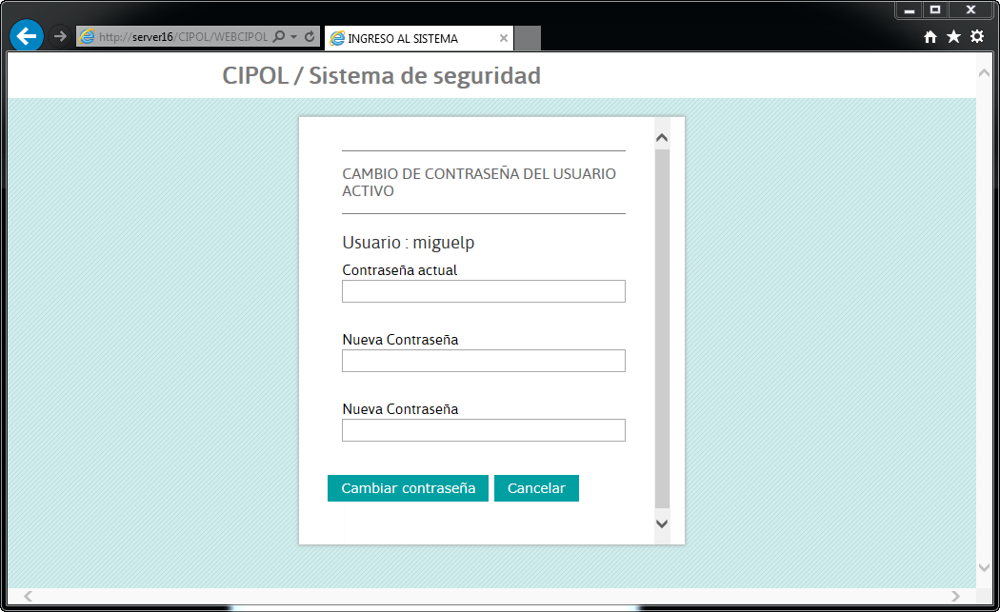 http://server16/CIPOL/WEBCIPOL
INGRESO AL SISTEMA
CIPOL / Sistema de seguridad
CAMBIO DE CONTRASEÑA DEL USUARIO
ACTIVO
Usuario : miguelp
Contraseña actual
Nueva Contraseña
Nueva Contraseña
Cambiar contraseña
Cancelar